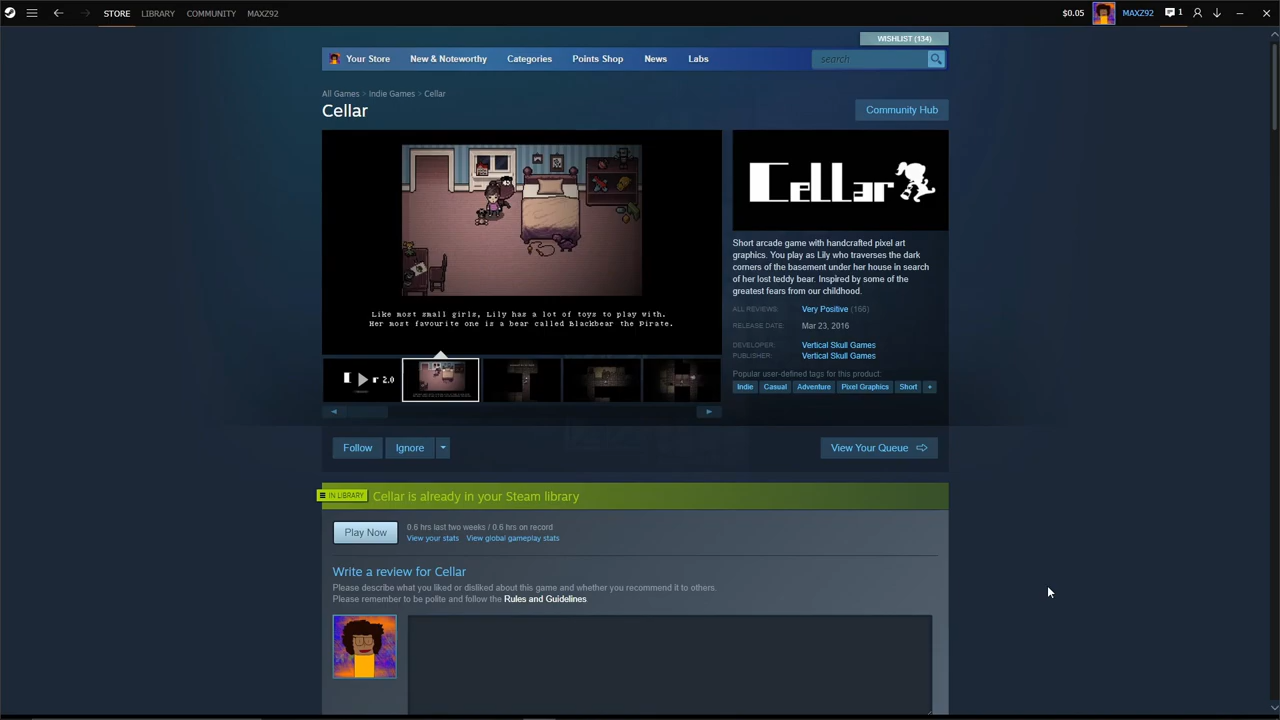 STORE LIBRARY COMMUNITY MAXZ92 $0.05 MAXZ92 1
WISHLIST (134)
Your Store New & Noteworthy Categories Points Shop News Labs search
All Games > Indie Games > Cellar
Cellar
Community Hub
Like most small girls, Lily has a lot of toys to play with.
Her most favourite one is a bear called Blackbear the Pirate.
Cellar
Short arcade game with handcrafted pixel art
graphics. You play as Lily who traverses the dark
corners of the basement under her house in search
of her lost teddy bear. Inspired by some of the
greatest fears from our childhood.
ALL REVIEWS: Very Positive (166)
RELEASE DATE: Mar 23, 2016
DEVELOPER: Vertical Skull Games
PUBLISHER: Vertical Skull Games
Popular user-defined tags for this product:
Indie Casual Adventure Pixel Graphics Short +
r 2.0
Follow Ignore View Your Queue
IN LIBRARY Cellar is already in your Steam library
Play Now
0.6 hrs last two weeks / 0.6 hrs on record
View your stats View global gameplay stats
Write a review for Cellar
Please describe what you liked or disliked about this game and whether you recommend it to others.
Please remember to be polite and follow the Rules and Guidelines